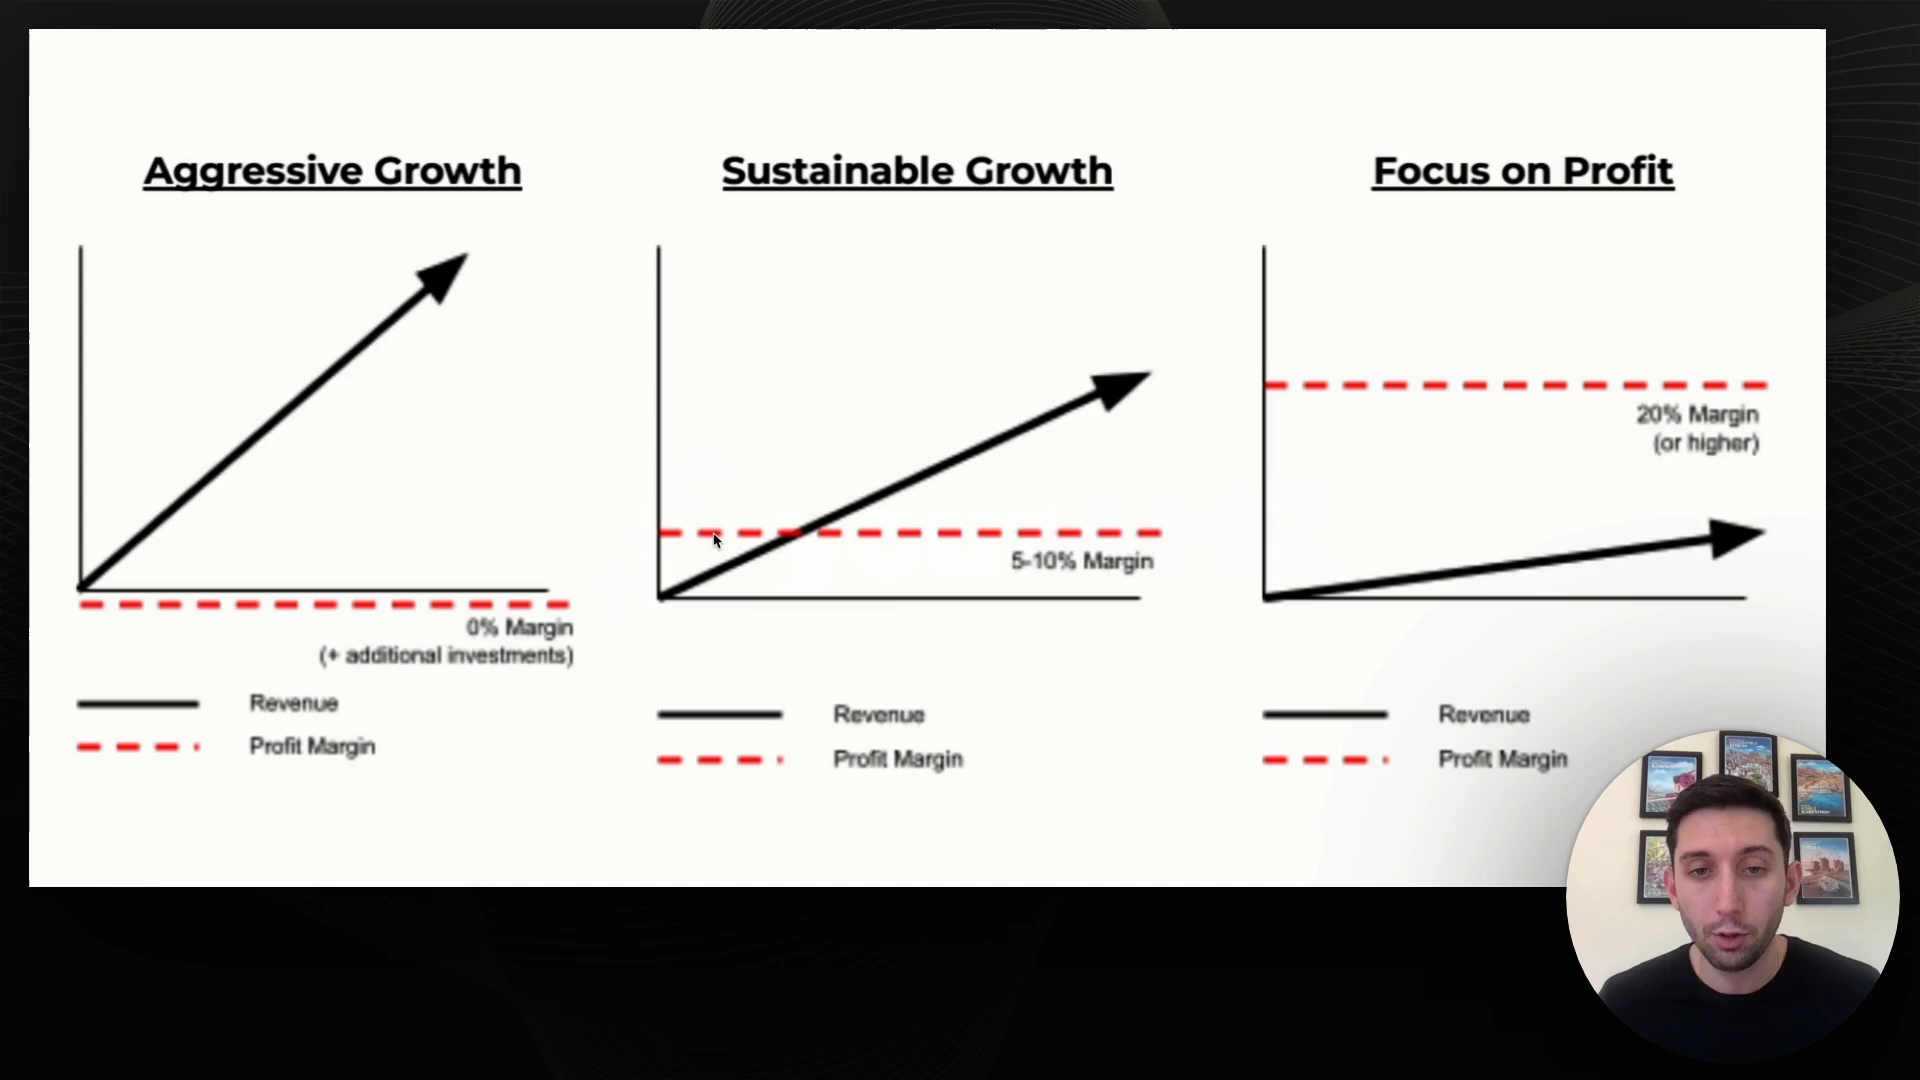 Aggressive Growth
0% Margin
(+ additional investments)
Revenue
Profit Margin
Sustainable Growth
5-10% Margin
Revenue
Profit Margin
Focus on Profit
20% Margin
(or higher)
Revenue
Profit Margin